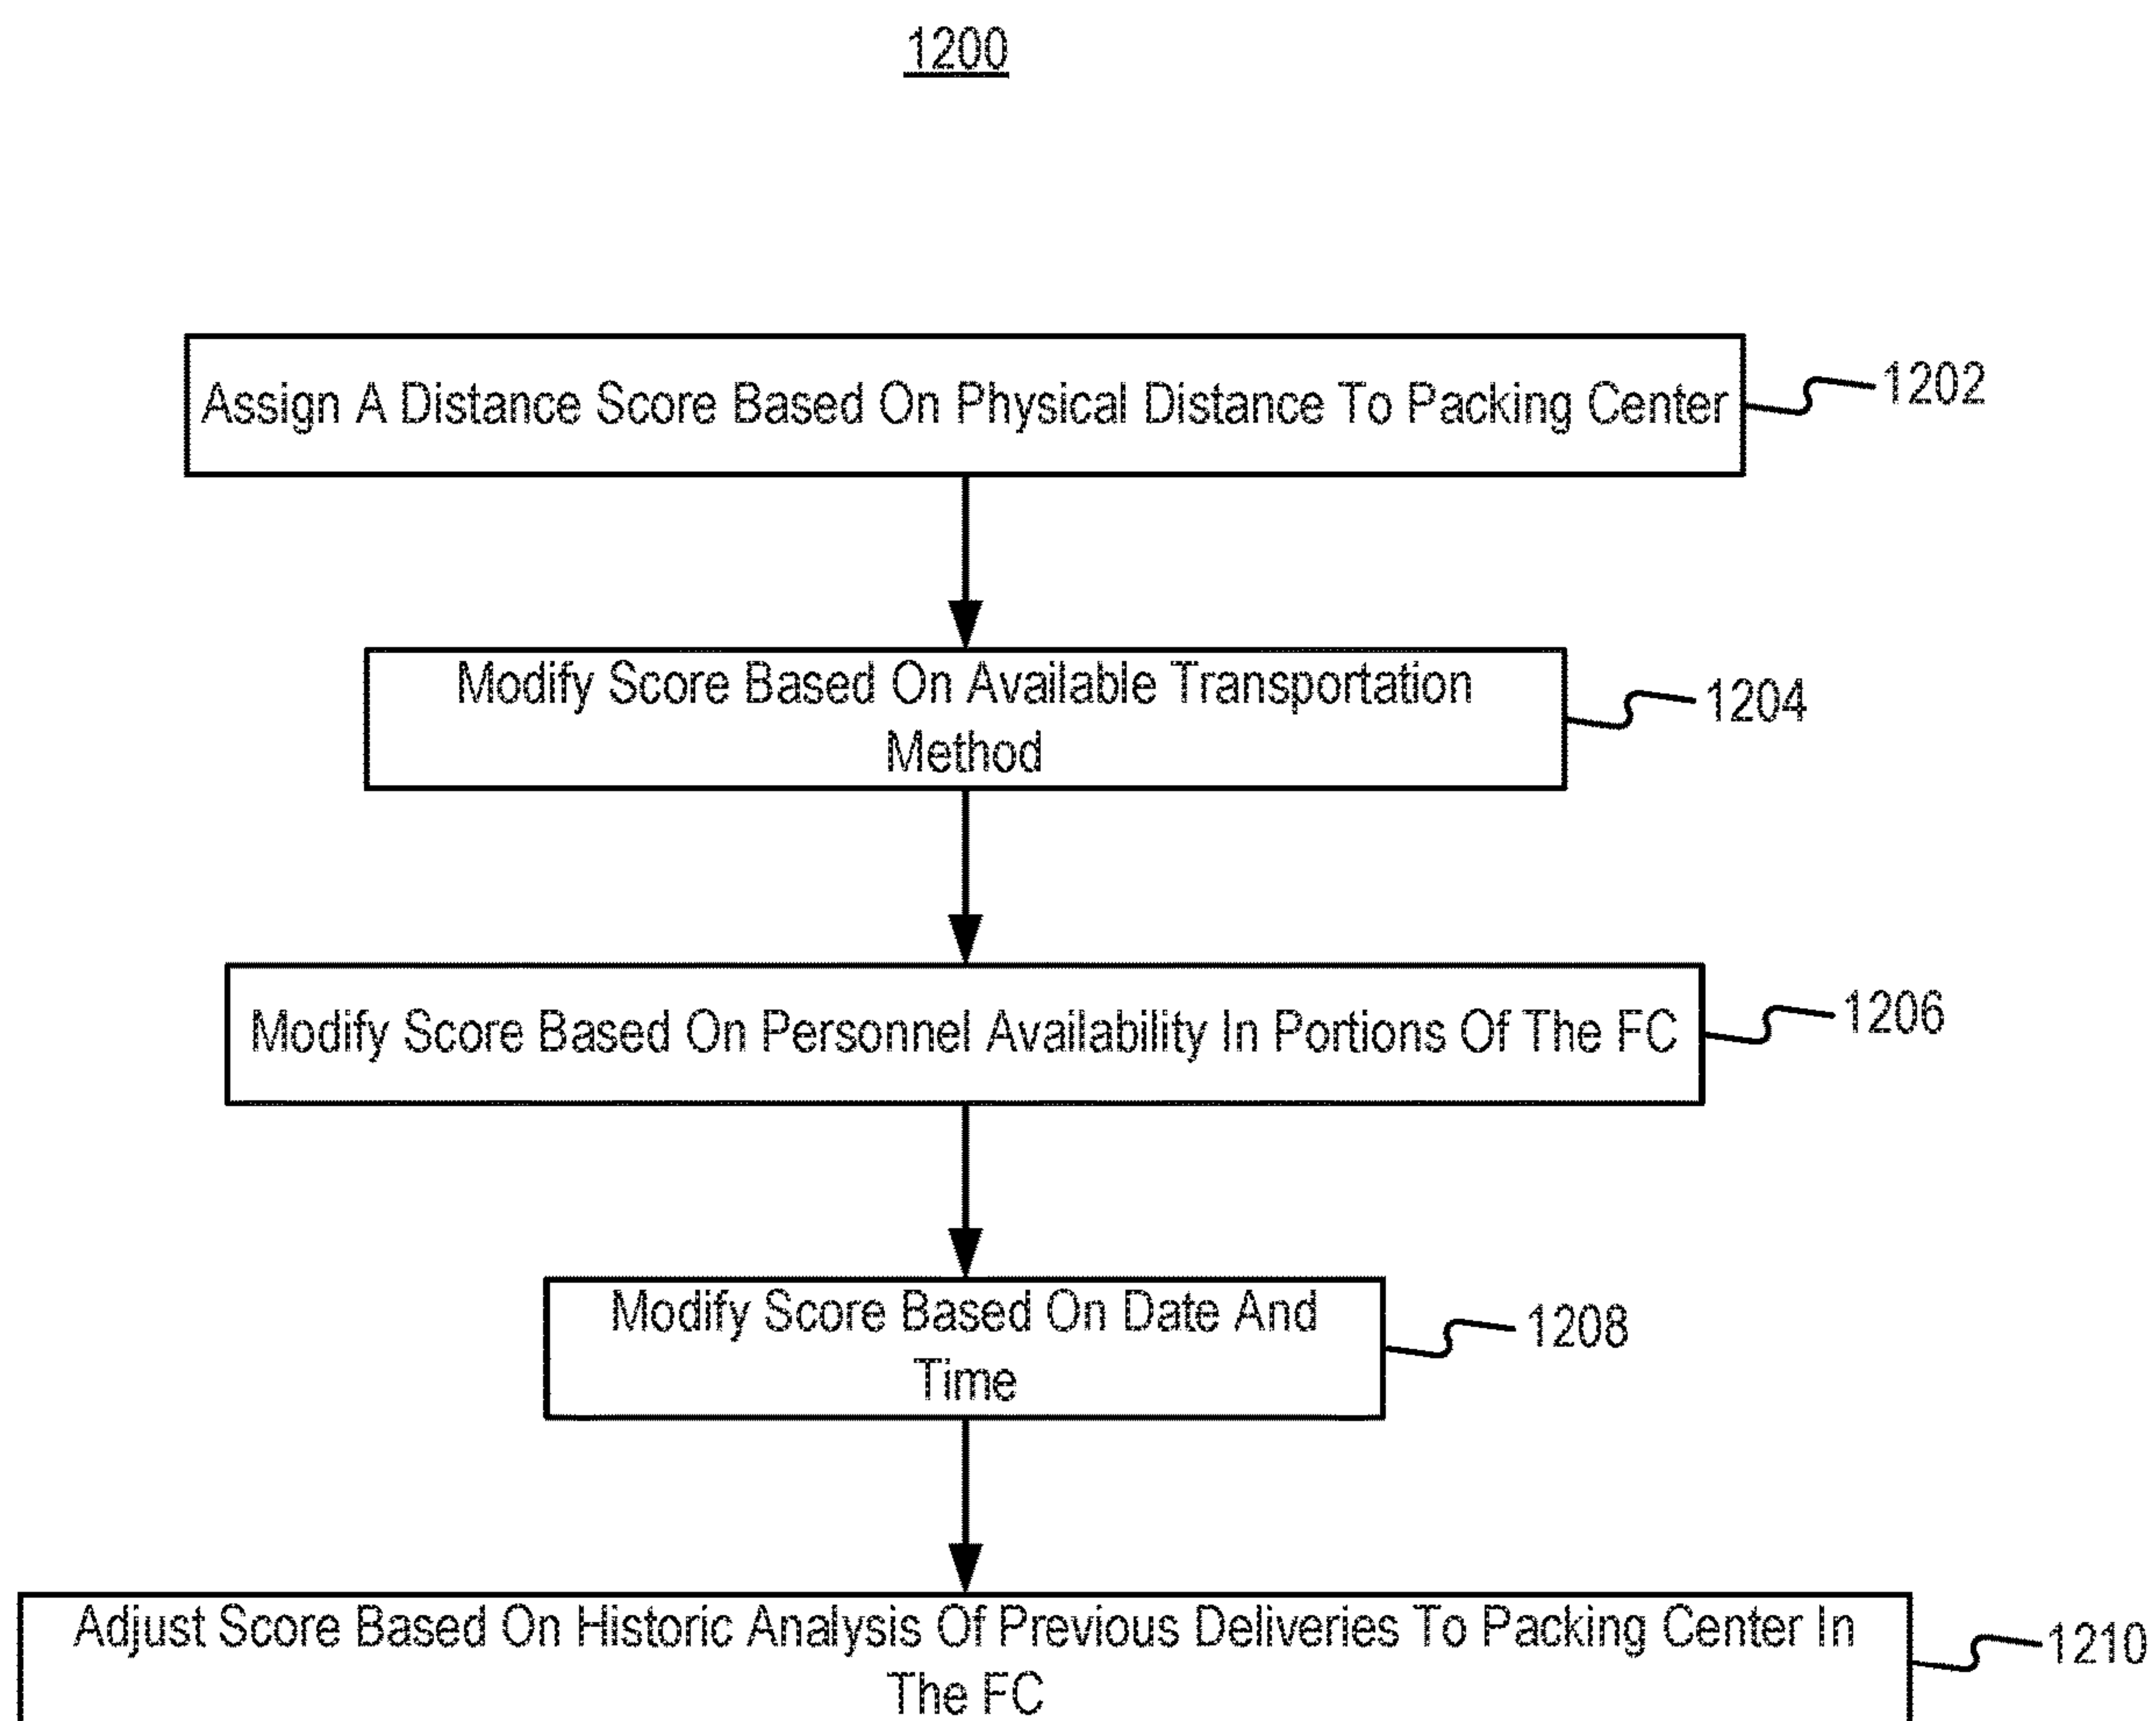 1200
Assign A Distance Score Based On Physical Distance To Packing Center
1202
Modify Score Based On Available Transportation
Method
1204
Modify Score Based On Personnel Availability In Portions Of The FC
1206
Modify Score Based On Date And
Time
1208
Adjust Score Based On Historic Analysis Of Previous Deliveries To Packing Center In
The FC
1210